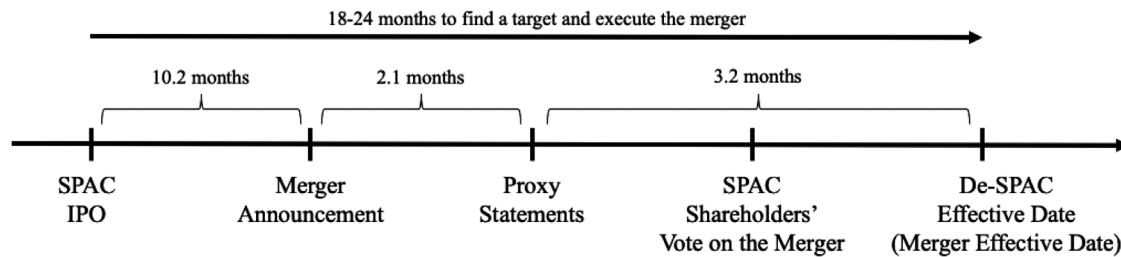 18-24 months to find a target and execute the merger
10.2 months
2.1 months
3.2 months
SPAC
IPO
Merger
Announcement
Proxy
Statements
SPAC
Shareholders’
Vote on the Merger
De-SPAC
Effective Date
(Merger Effective Date)